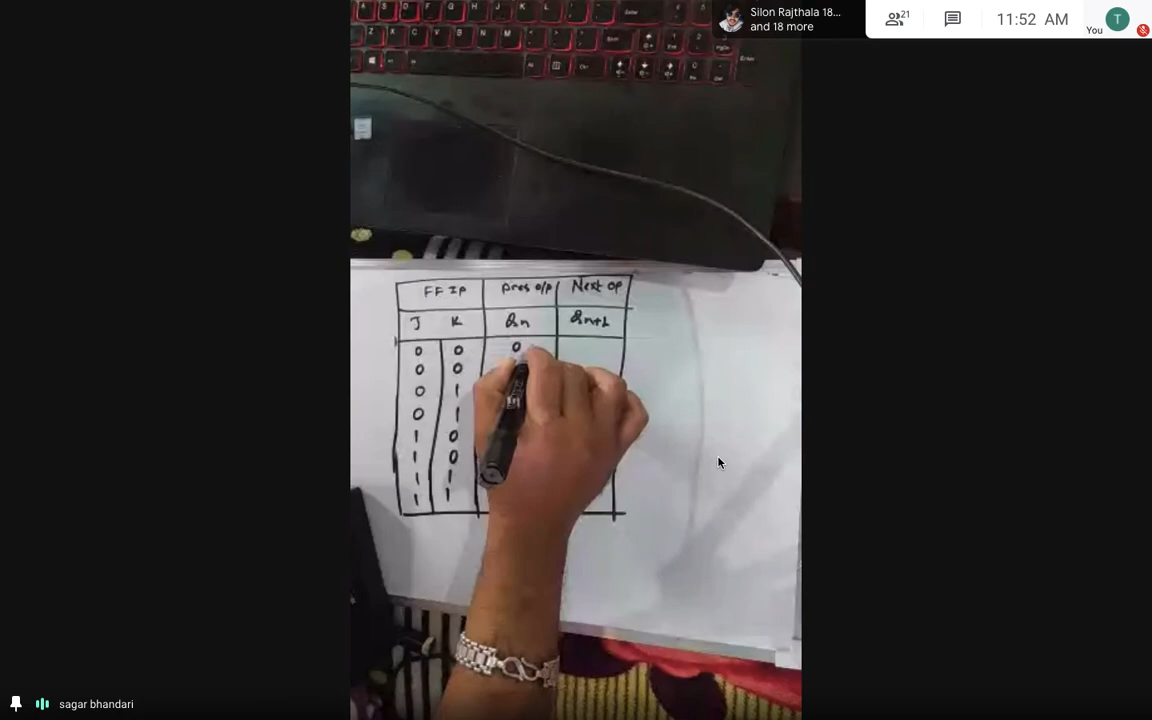 Silon Rajthala 18...
and 18 more
21
11:52 AM
You
T
FF Ip Pres o/p Next op
J K Qn Qn+1
0 0 0
0 0
0 1
0 1
1 0
1 0
1 1
1 1
sagar bhandari